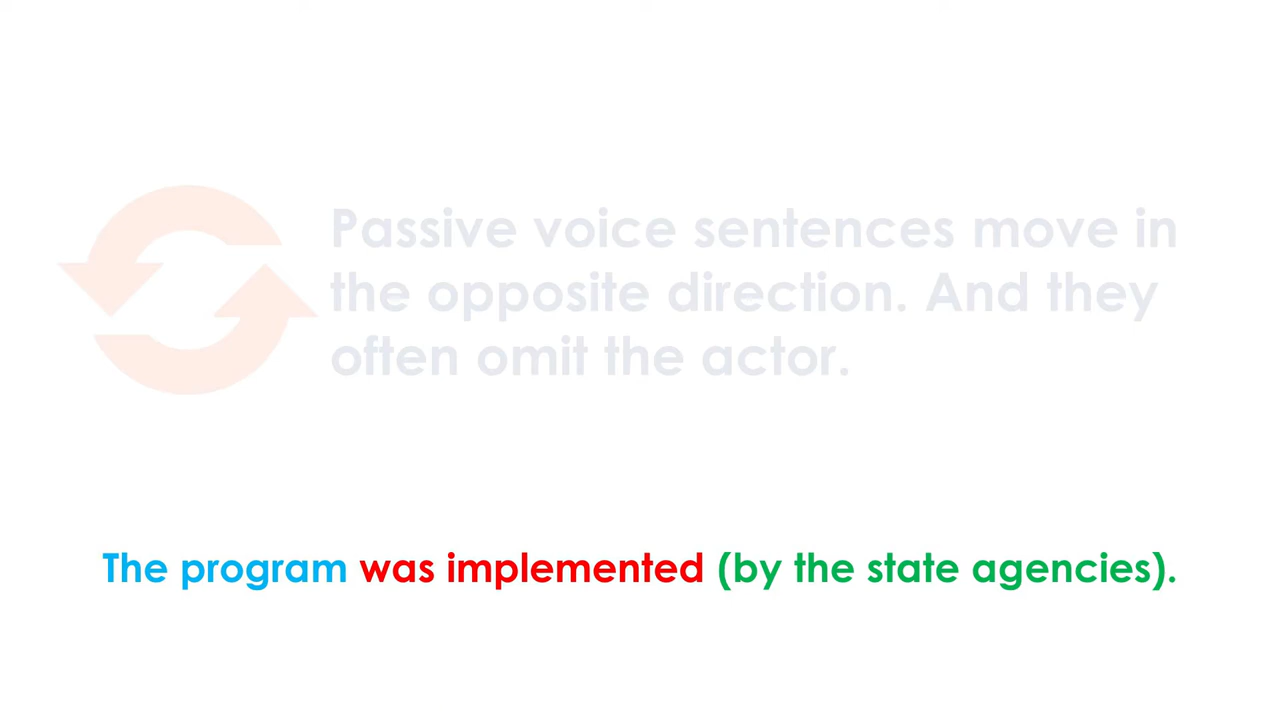 Passive voice sentences move in
the opposite direction. And they
often omit the actor.
The program was implemented (by the state agencies).